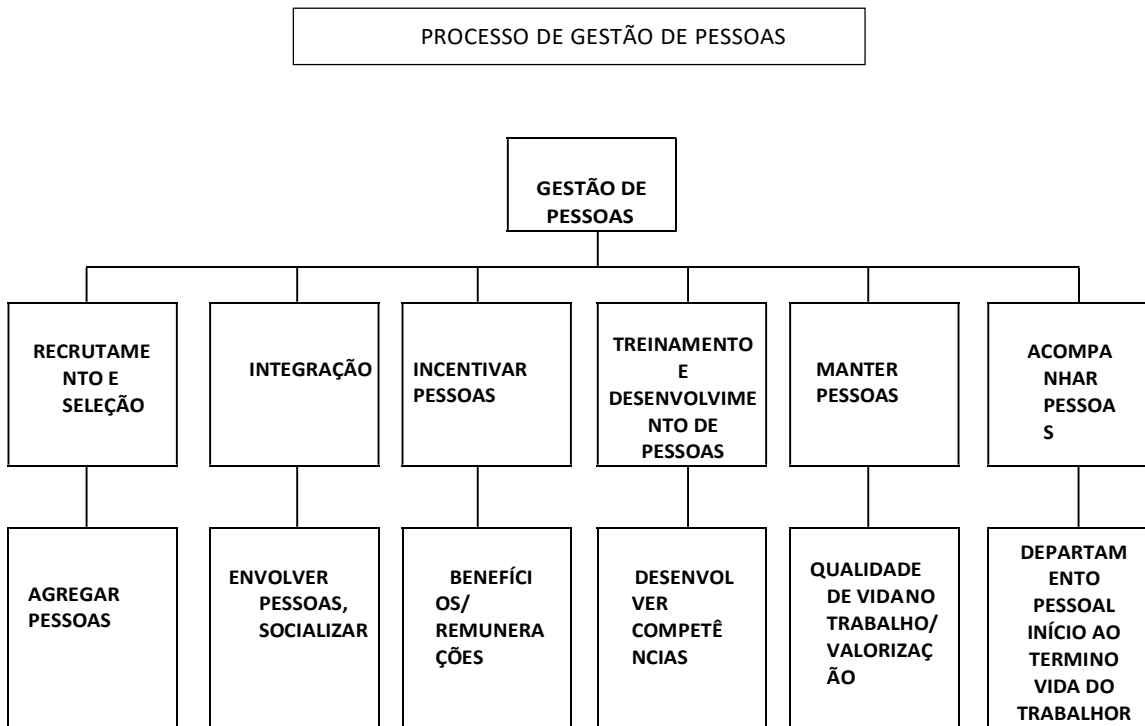 PROCESSO DE GESTÃO DE PESSOAS
GESTÃO DE
PESSOAS
RECRUTAME
NTO E
SELEÇÃO
INTEGRAÇÃO
INCENTIVAR
PESSOAS
TREINAMENTO
E
DESENVOLVIME
NTO DE
PESSOAS
MANTER
PESSOAS
ACOMPA
NHAR
PESSOA
S
AGREGAR
PESSOAS
ENVOLVER
PESSOAS,
SOCIALIZAR
BENEFÍCI
OS/
REMUNERA
ÇÕES
DESENVOL
VER
COMPETÊ
NCIAS
QUALIDADE
DE VIDANO
TRABALHO/
VALORIZAÇ
ÃO
DEPARTAM
ENTO
PESSOAL
INÍCIO AO
TERMINO
VIDA DO
TRABALHOR